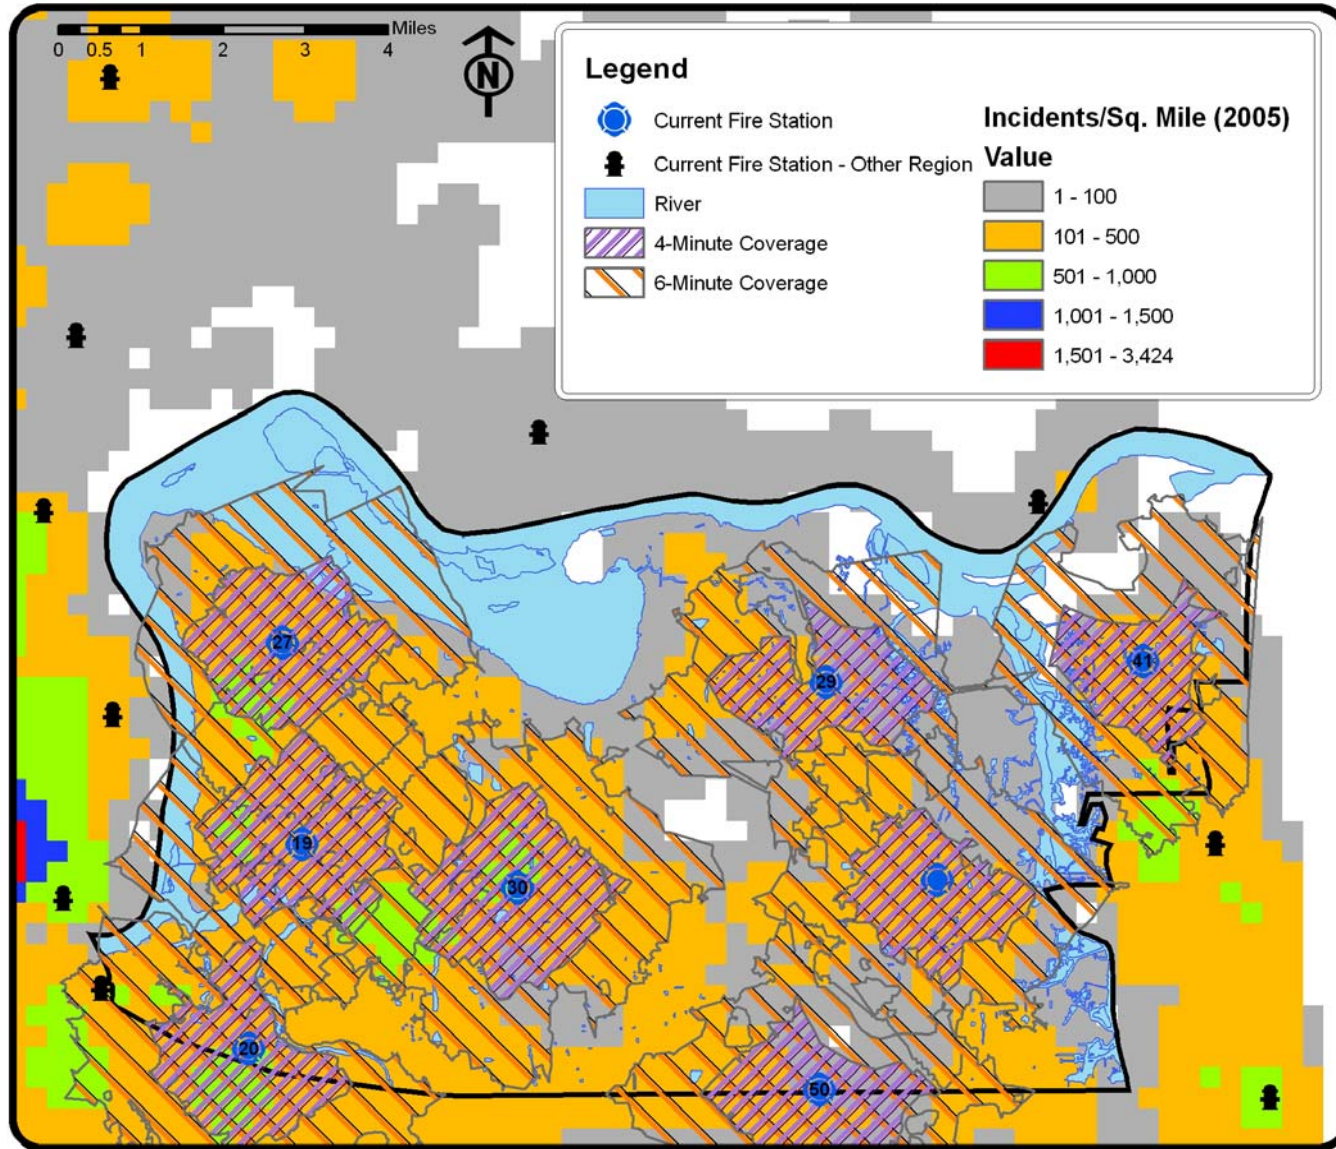 Miles
0 0.5 1 2 3 4
N
Legend
Current Fire Station
Current Fire Station - Other Region
River
4-Minute Coverage
6-Minute Coverage
Incidents/Sq. Mile (2005)
Value
1 - 100
101 - 500
501 - 1,000
1,001 - 1,500
1,501 - 3,424
27
29
41
19
30
20
50